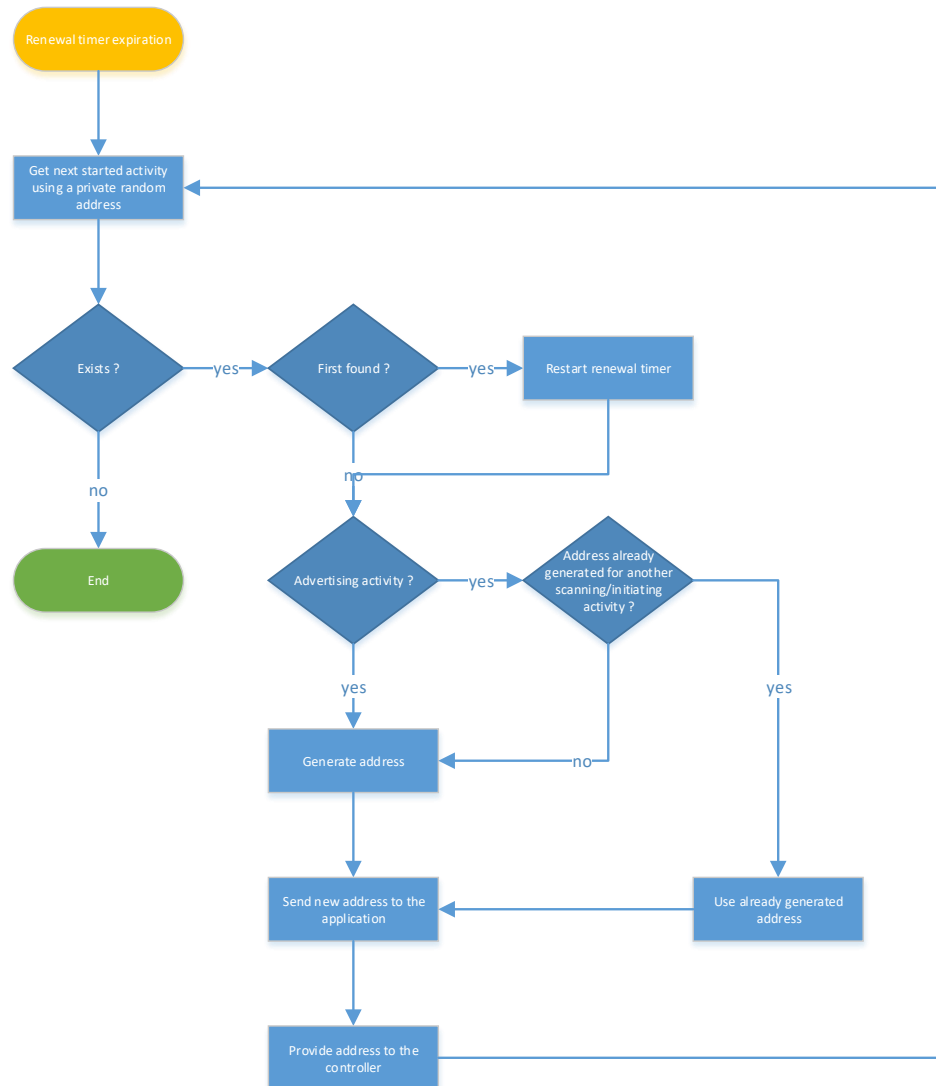 Renewal timer expiration
Get next started activity
using a private random
address
Exists ?
yes
First found ?
yes
Restart renewal timer
no
no
End
Advertising activity ?
yes
Address already
generated for another
scanning/initiating
activity ?
yes
yes
Generate address
no
Send new address to the
application
Use already generated
address
Provide address to the
controller